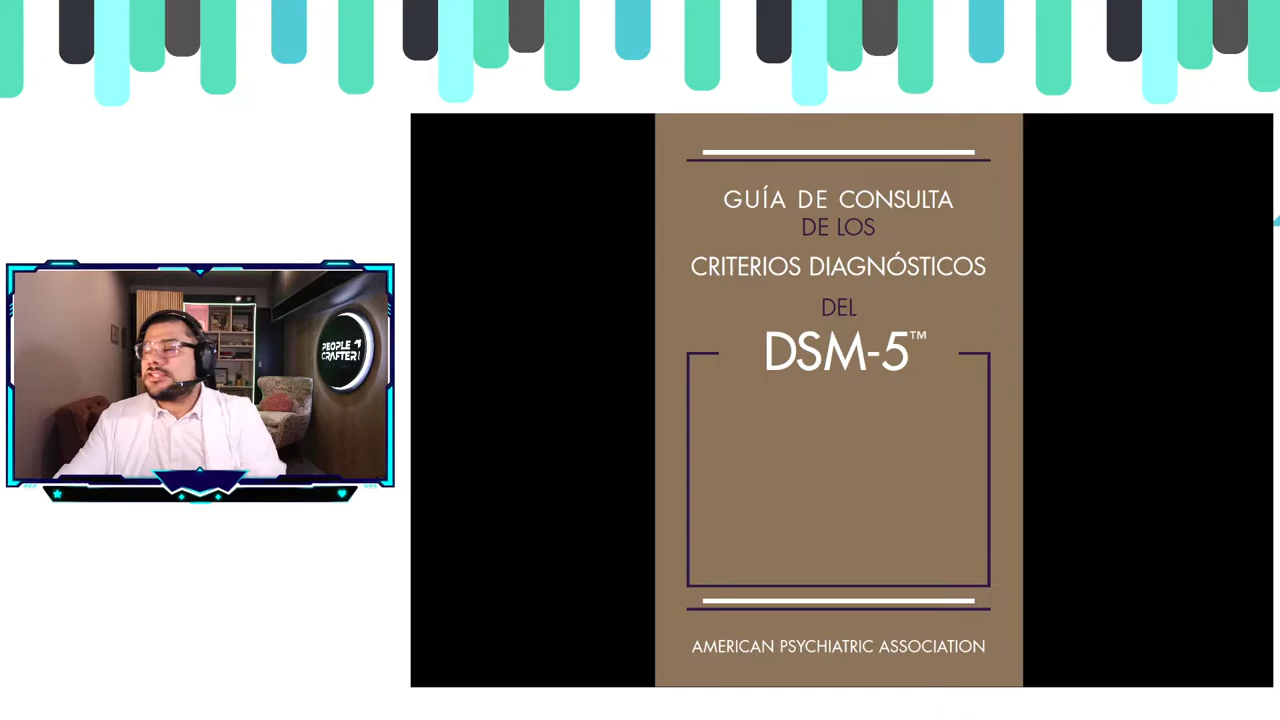 PEOPLE
CRAFTER
GUÍA DE CONSULTA
DE LOS
CRITERIOS DIAGNÓSTICOS
DEL
DSM-5™
AMERICAN PSYCHIATRIC ASSOCIATION